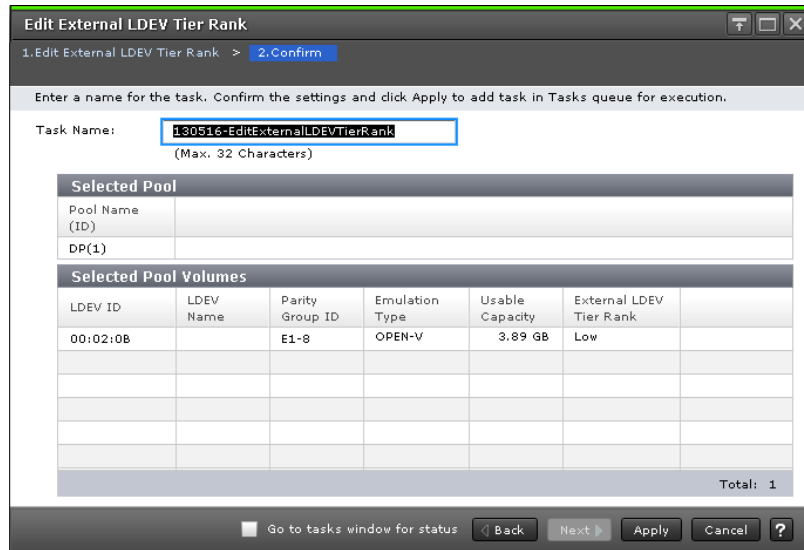 Edit External LDEV Tier Rank
1.Edit External LDEV Tier Rank > 2.Confirm
Enter a name for the task. Confirm the settings and click Apply to add task in Tasks queue for execution.
Task Name: 130516-EditExternalLDEVTierRank
(Max. 32 Characters)
Selected Pool
Pool Name
(ID)
DP(1)
Selected Pool Volumes
LDEV ID LDEV Name Parity Group ID Emulation Type Usable Capacity External LDEV Tier Rank
00:02:0B E1-8 OPEN-V 3.89 GB Low
Total: 1
Go to tasks window for status Back Next Apply Cancel ?